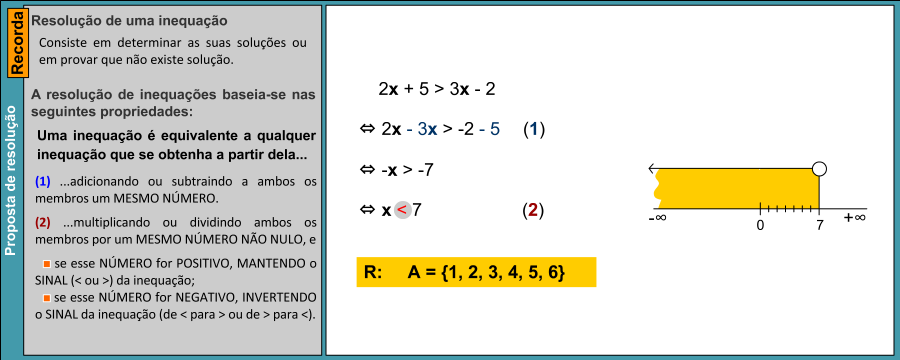 Recorda
Proposta de resolução
Resolução de uma inequação
Consiste em determinar as suas soluções ou
em provar que não existe solução.
A resolução de inequações baseia-se nas
seguintes propriedades:
Uma inequação é equivalente a qualquer
inequação que se obtenha a partir dela...
(1) ...adicionando ou subtraindo a ambos os
membros um MESMO NÚMERO.
(2) ...multiplicando ou dividindo ambos os
membros por um MESMO NÚMERO NÃO NULO, e
■ se esse NÚMERO for POSITIVO, MANTENDO o
SINAL (< ou >) da inequação;
■ se esse NÚMERO for NEGATIVO, INVERTENDO
o SINAL da inequação (de < para > ou de > para <).
2x + 5 > 3x - 2
⇔ 2x - 3x > -2 - 5 (1)
⇔ -x > -7
⇔ x < 7 (2)
R: A = {1, 2, 3, 4, 5, 6}
-∞ 0 7 +∞